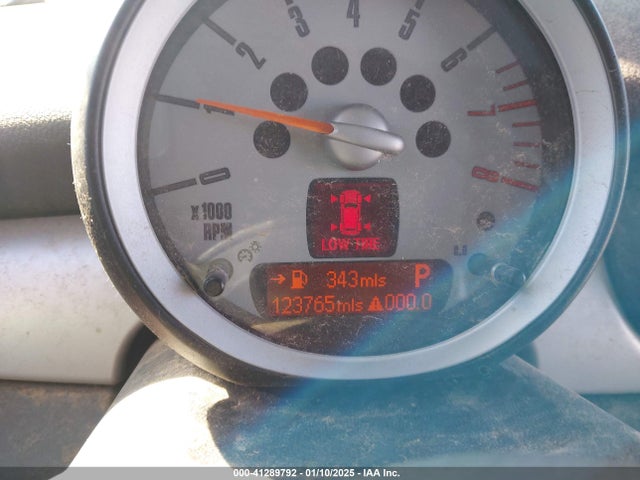 0 1 2 3 4 5 6 7 8
X1000
RPM
LOW TIRE
343mls P
123765mls 000.0
000-41289792 - 01/10/2025 - IAA Inc.